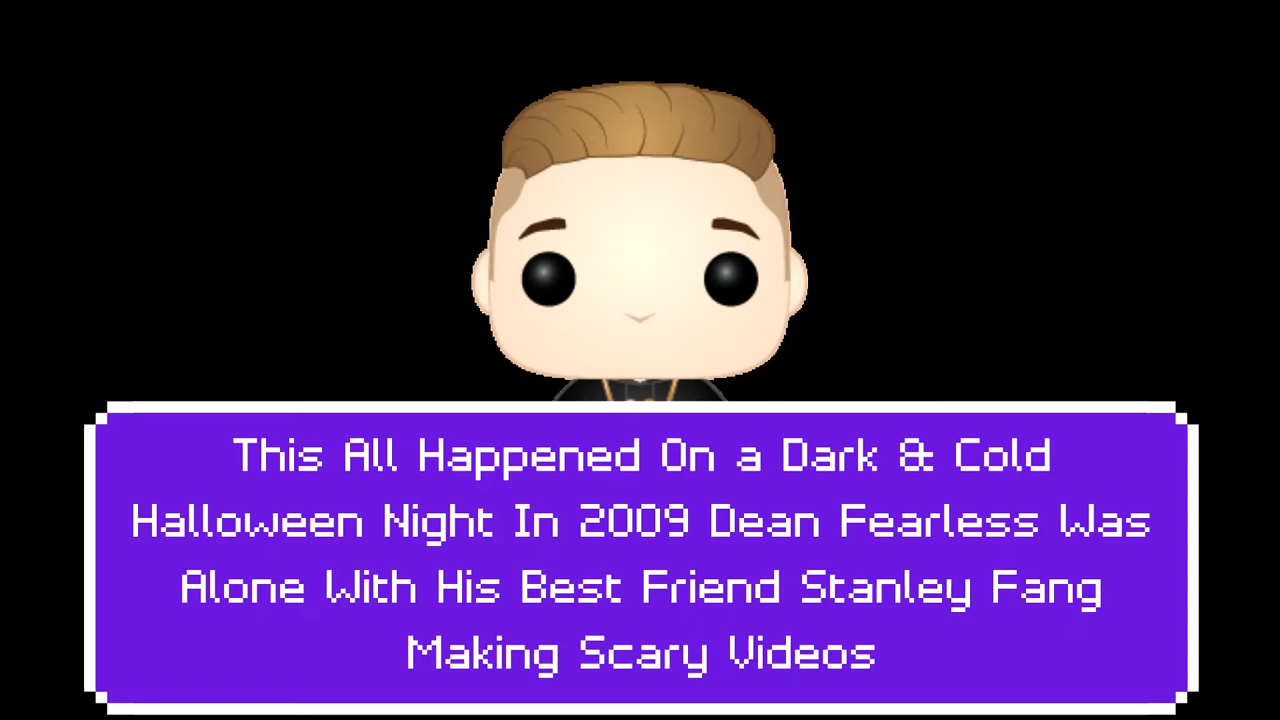 This All Happened On a Dark & Cold
Halloween Night In 2009 Dean Fearless Was
Alone With His Best Friend Stanley Fang
Making Scary Videos